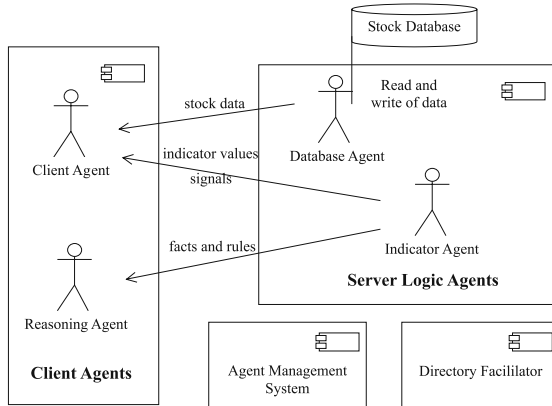 Stock Database
stock data
Read and
write of data
Database Agent
Client Agent
indicator values
signals
Indicator Agent
facts and rules
Reasoning Agent
Server Logic Agents
Client Agents
Agent Management
System
Directory Facililator